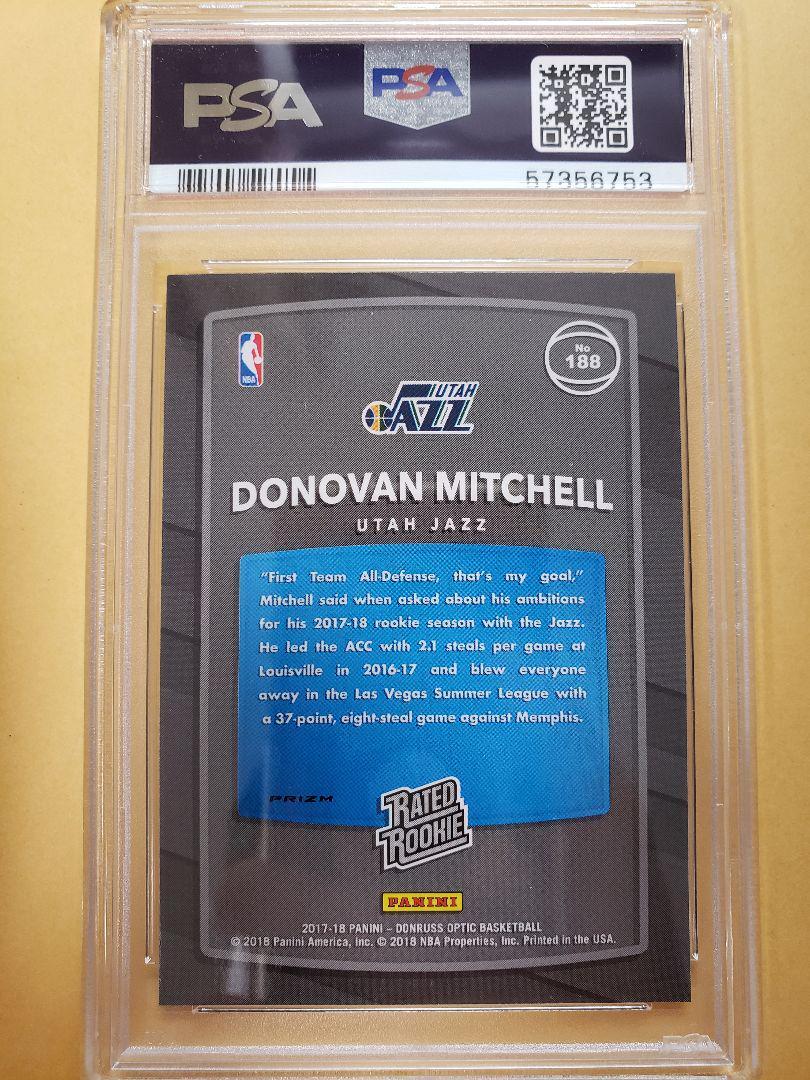 PSA PSA
57356753
NBA
No
188
UTAH
JAZZ
DONOVAN MITCHELL
UTAH JAZZ
"First Team All-Defense, that's my goal,"
Mitchell said when asked about his ambitions
for his 2017-18 rookie season with the Jazz.
He led the ACC with 2.1 steals per game at
Louisville in 2016-17 and blew everyone
away in the Las Vegas Summer League with
a 37-point, eight-steal game against Memphis.
PRIZM
RATED
ROOKIE
PANINI
2017-18 PANINI – DONRUSS OPTIC BASKETBALL
© 2018 Panini America, Inc. © 2018 NBA Properties, Inc. Printed in the USA.